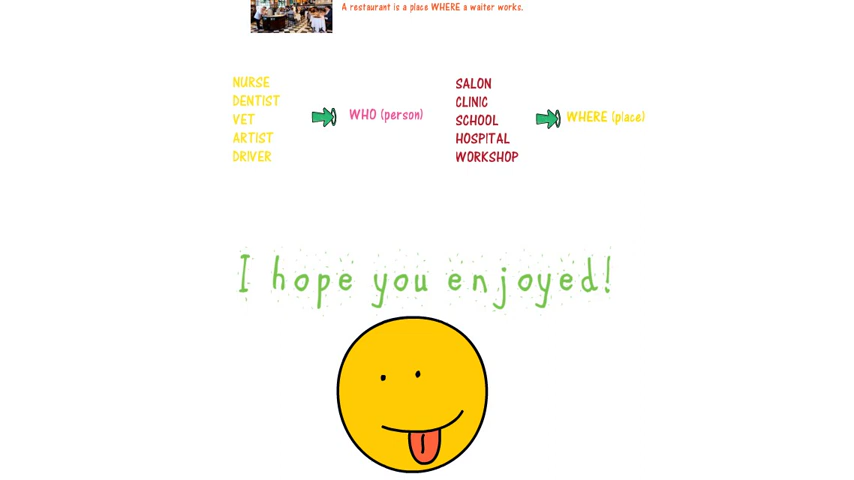 A restaurant is a place WHERE a waiter works.
NURSE
DENTIST
VET
ARTIST
DRIVER
WHO (person)
SALON
CLINIC
SCHOOL
HOSPITAL
WORKSHOP
WHERE (place)
I hope you enjoyed!